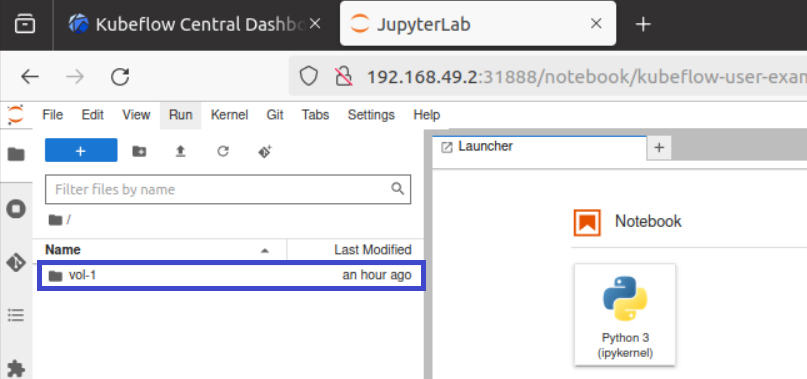 Kubeflow Central Dashbo
JupyterLab
192.168.49.2:31888/notebook/kubeflow-user-exam
File Edit View Run Kernel Git Tabs Settings Help
Launcher
Filter files by name
/
Name Last Modified
vol-1 an hour ago
Notebook
Python 3
(ipykernel)